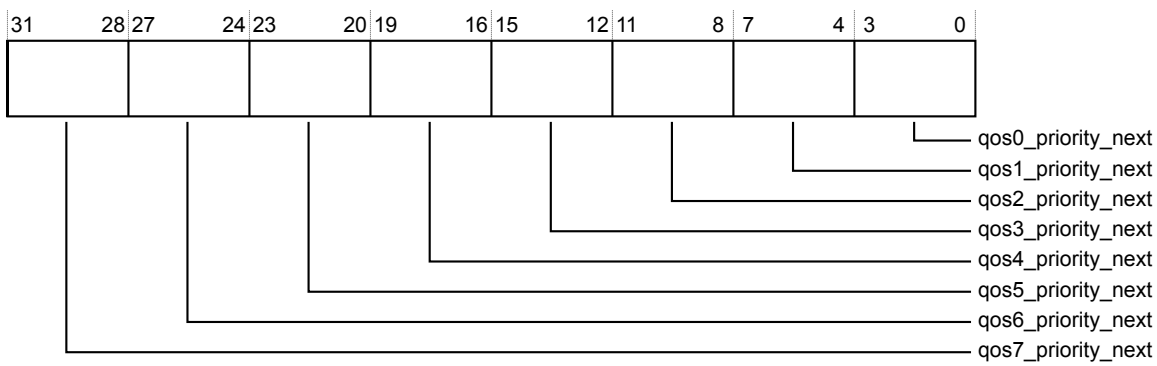 31 28 27 24 23 20 19 16 15 12 11 8 7 4 3 0
qos0_priority_next
qos1_priority_next
qos2_priority_next
qos3_priority_next
qos4_priority_next
qos5_priority_next
qos6_priority_next
qos7_priority_next